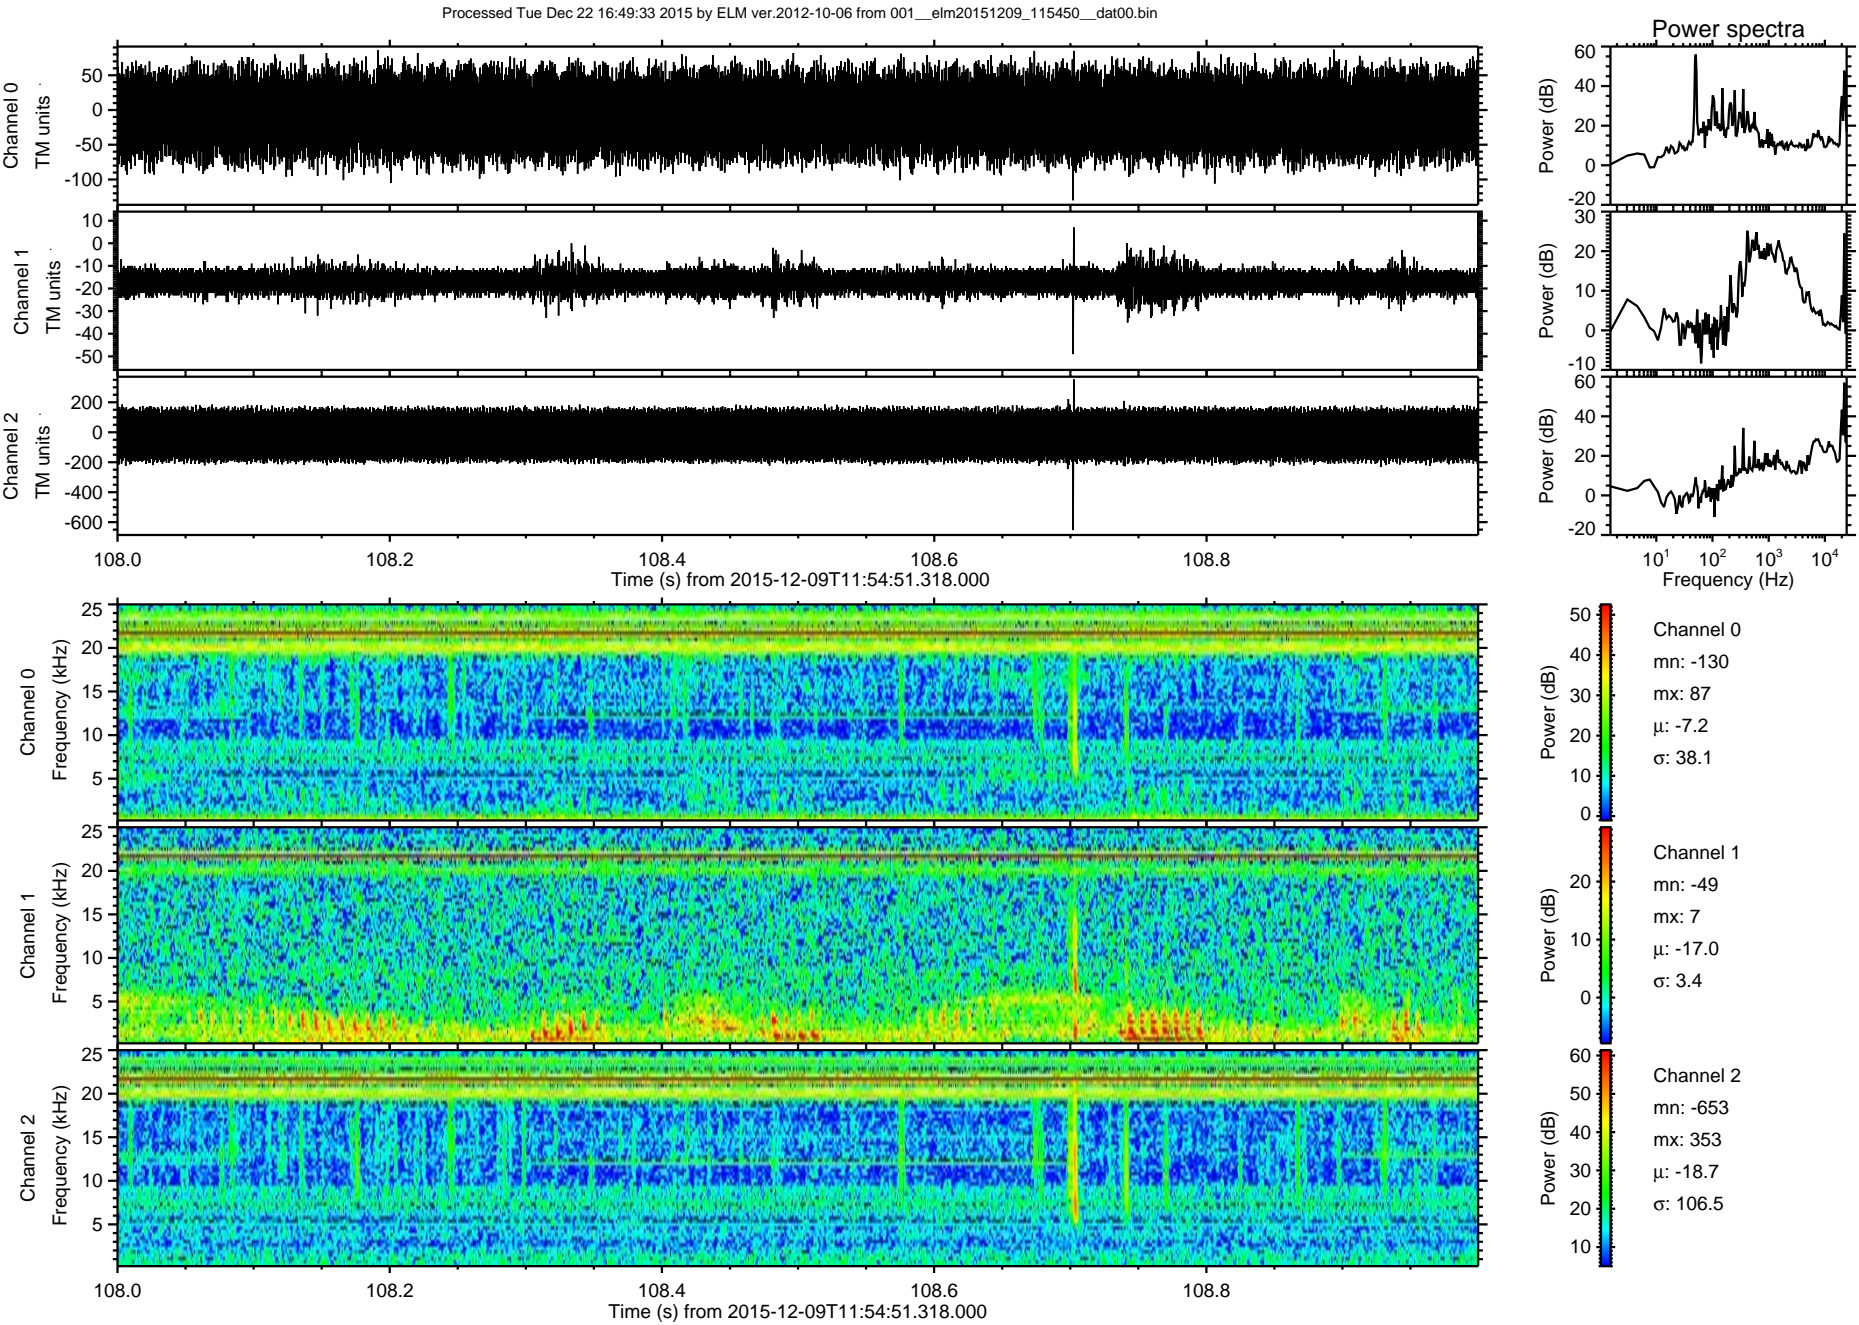 Processed Tue Dec 22 16:49:33 2015 by ELM ver.2012-10-06 from 001__elm20151209_115450__dat00.bin
Power spectra
Channel 0
TM units
50
0
-50
-100
Power (dB)
60
40
20
0
-20
Channel 1
TM units
10
0
-10
-20
-30
-40
-50
Power (dB)
30
20
10
0
-10
Channel 2
TM units
200
0
-200
-400
-600
Power (dB)
60
40
20
0
-20
108.0 108.2 108.4 108.6 108.8
Time (s) from 2015-12-09T11:54:51.318.000
10¹ 10² 10³ 10⁴
Frequency (Hz)
Channel 0
Frequency (kHz)
25
20
15
10
5
Power (dB)
50
40
30
20
10
0
Channel 0
mn: -130
mx: 87
µ: -7.2
σ: 38.1
Channel 1
Frequency (kHz)
25
20
15
10
5
Power (dB)
20
10
0
Channel 1
mn: -49
mx: 7
µ: -17.0
σ: 3.4
Channel 2
Frequency (kHz)
25
20
15
10
5
Power (dB)
60
50
40
30
20
10
Channel 2
mn: -653
mx: 353
µ: -18.7
σ: 106.5
108.0 108.2 108.4 108.6 108.8
Time (s) from 2015-12-09T11:54:51.318.000